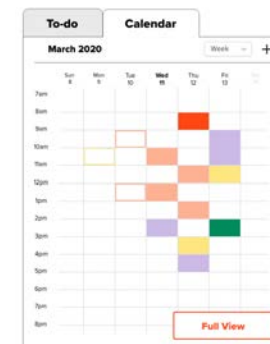 To-do Calendar
March 2020 Week +
Sun Mon Tue Wed Thu Fri
8 9 10 11 12 13
7am
8am
9am
10am
11am
12pm
1pm
2pm
3pm
4pm
5pm
6pm
7pm
8pm
Full View